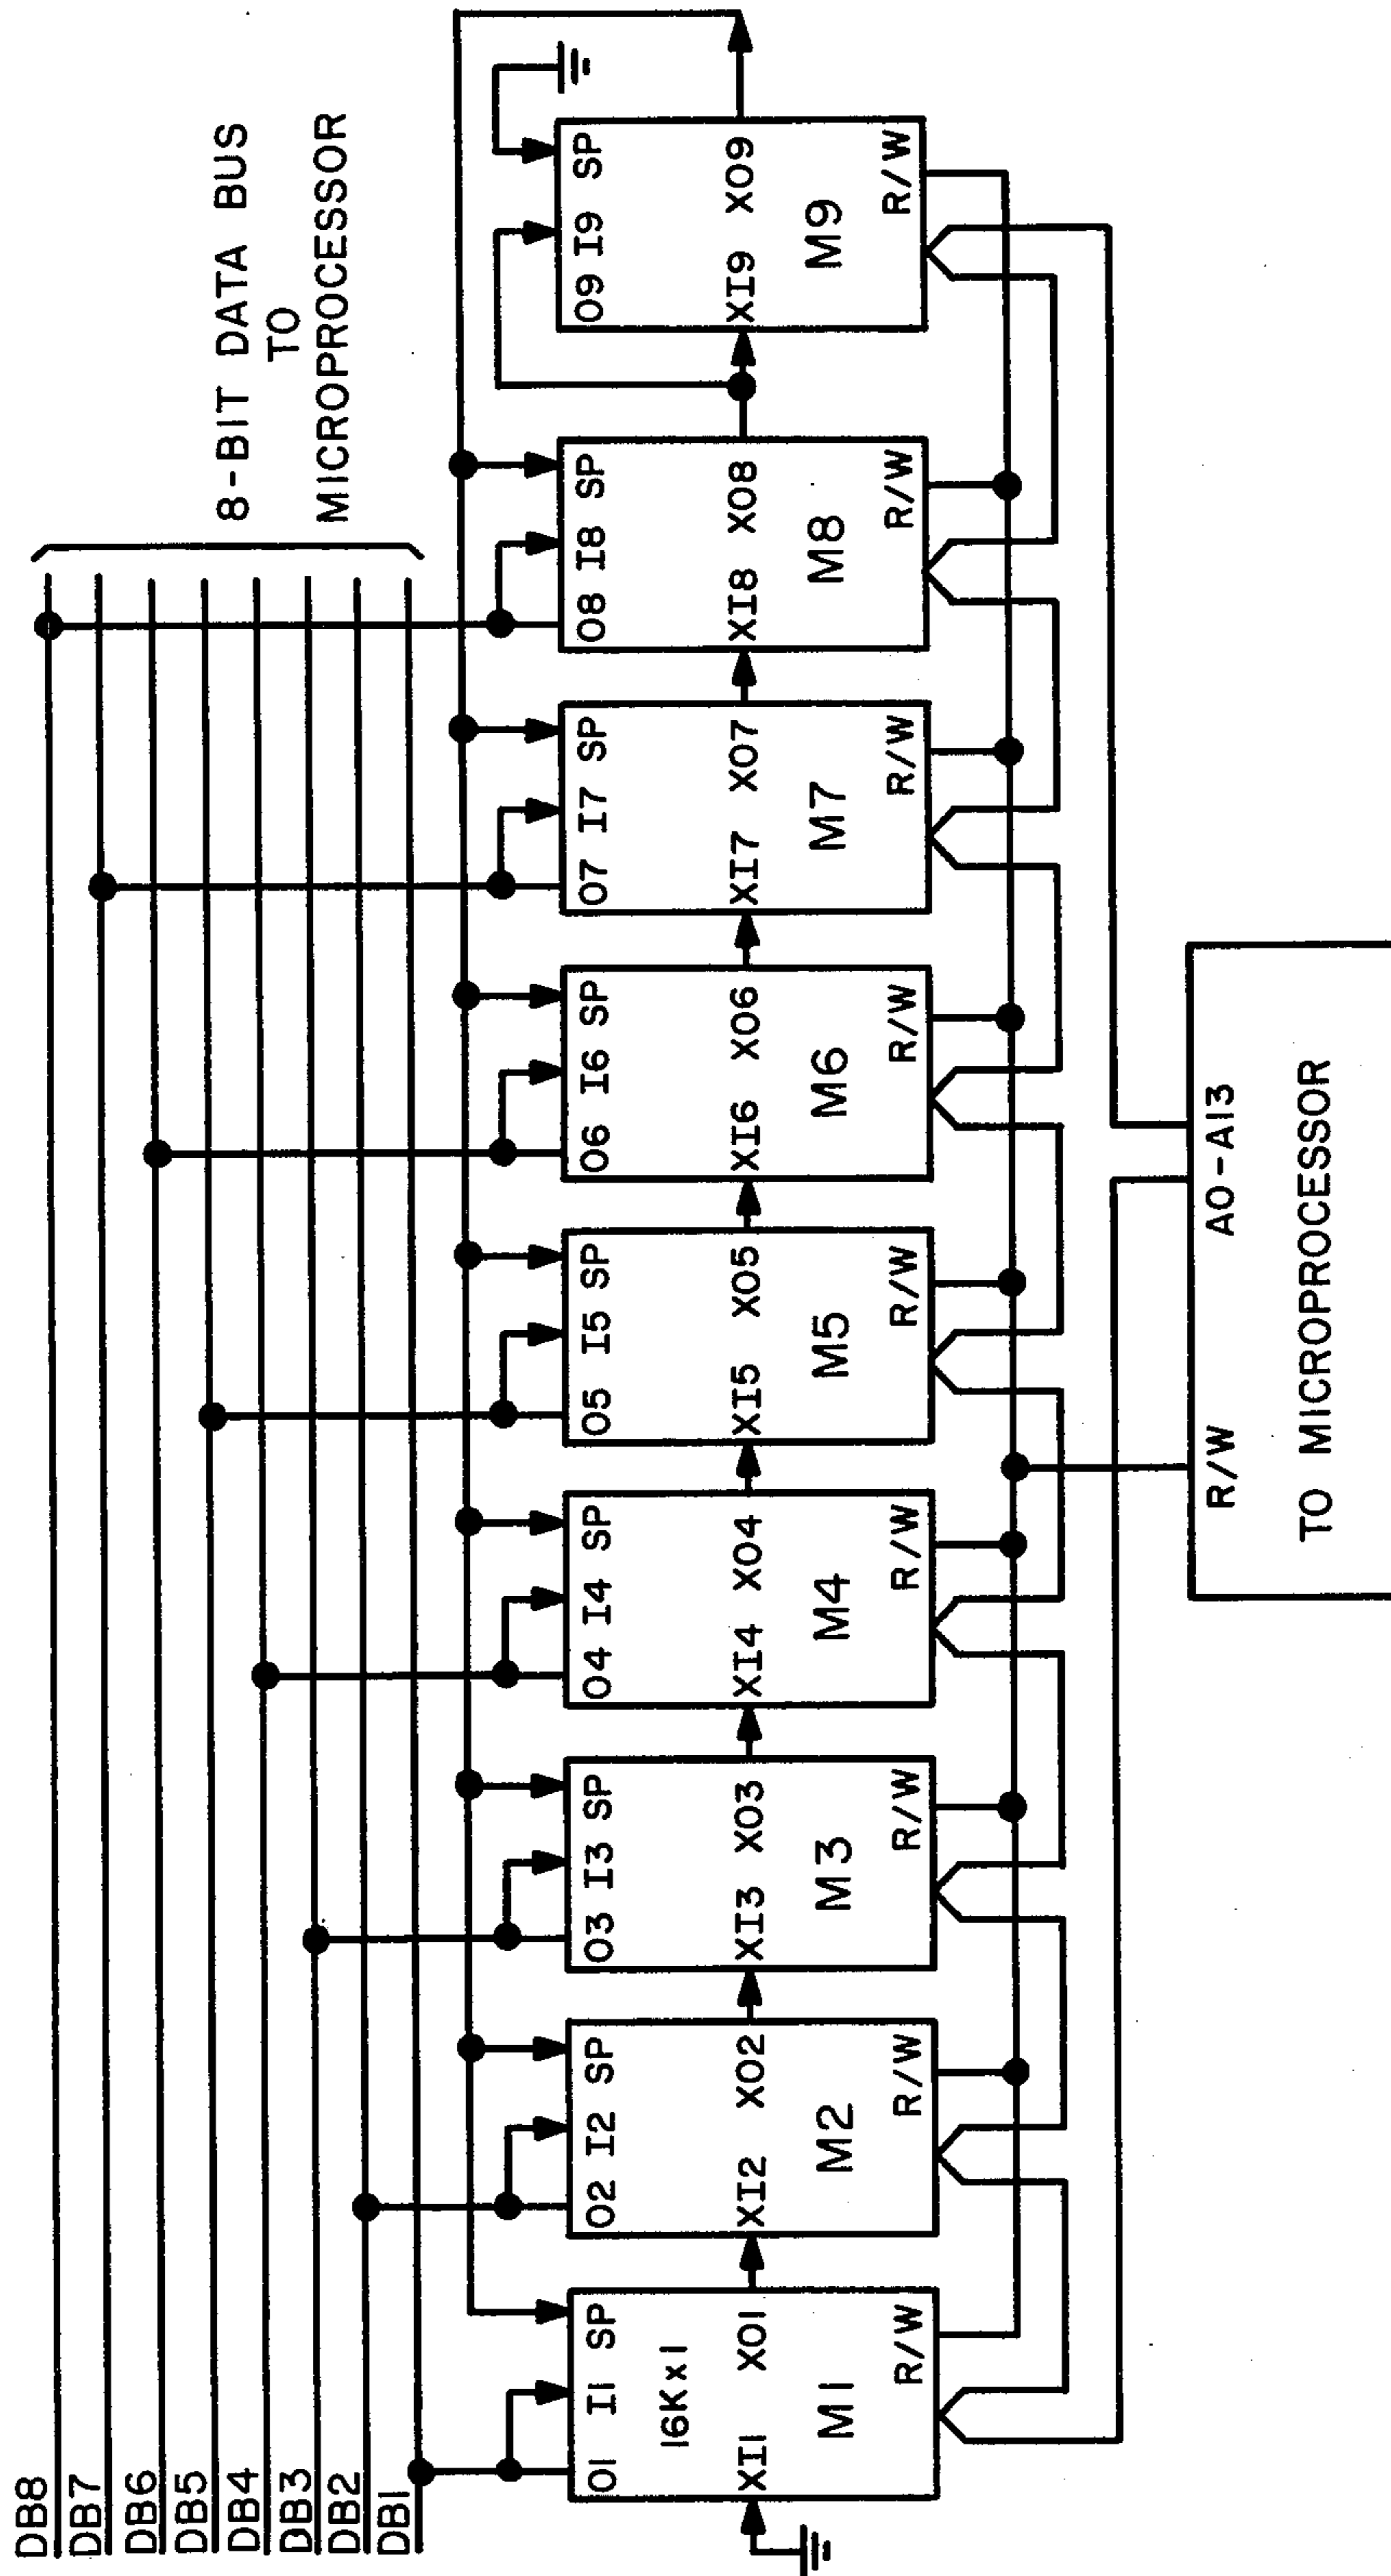 DB8
DB7
DB6
DB5
DB4
DB3
DB2
DB1
8-BIT DATA BUS
TO
MICROPROCESSOR
O1 I1 SP
16K x 1
XI1 XO1
M1
R/W
O2 I2 SP
XI2 XO2
M2
R/W
O3 I3 SP
XI3 XO3
M3
R/W
O4 I4 SP
XI4 XO4
M4
R/W
O5 I5 SP
XI5 XO5
M5
R/W
O6 I6 SP
XI6 XO6
M6
R/W
O7 I7 SP
XI7 XO7
M7
R/W
O8 I8 SP
XI8 XO8
M8
R/W
O9 I9 SP
XI9 XO9
M9
R/W
R/W A0-A13
TO MICROPROCESSOR